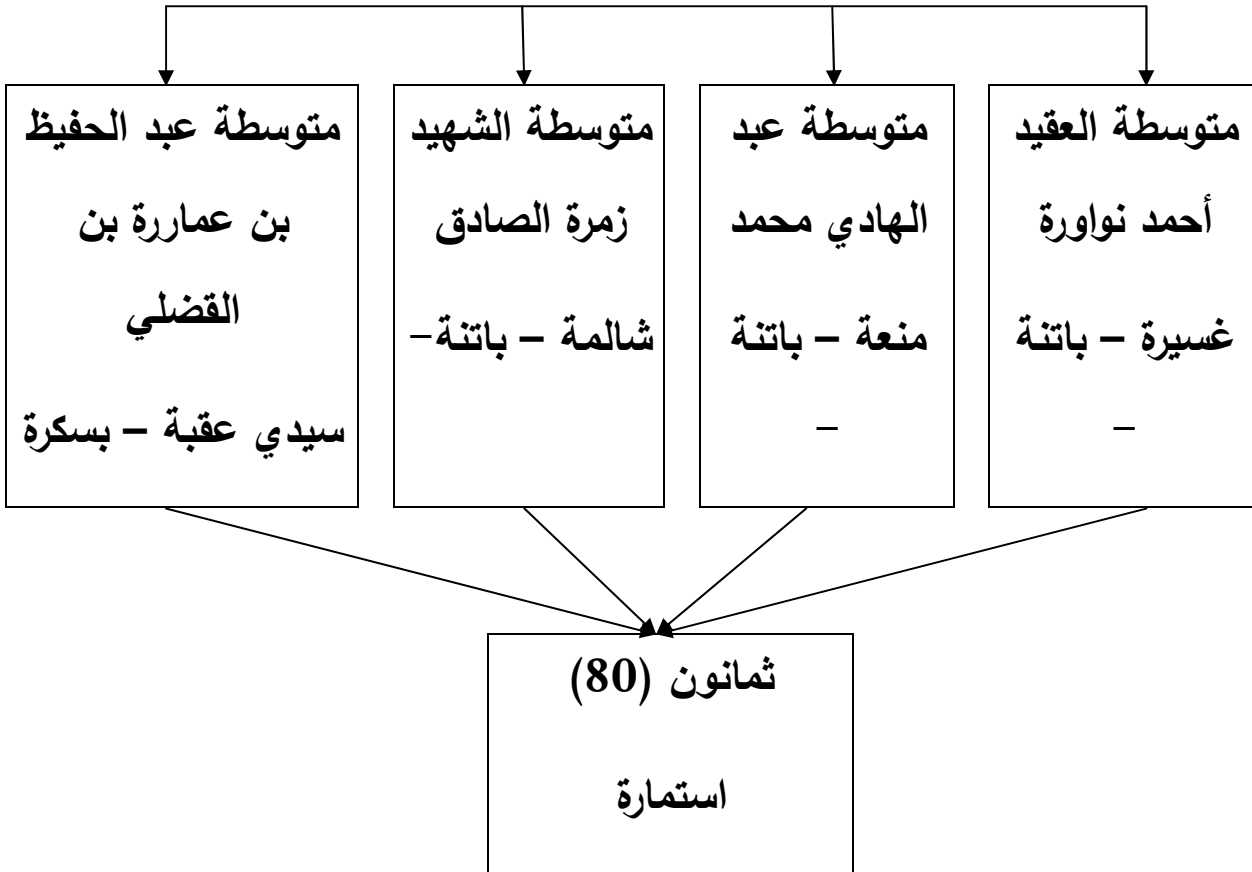 متوسطة العقيد
أحمد نواورة
غسيرة – باتنة
–
متوسطة عبد
الهادي محمد
منعة – باتنة
–
متوسطة الشهيد
زمرة الصادق
شالمة – باتنة–
متوسطة عبد الحفيظ
بن عماررة بن
القضلي
سيدي عقبة – بسكرة
ثمانون (80)
استمارة